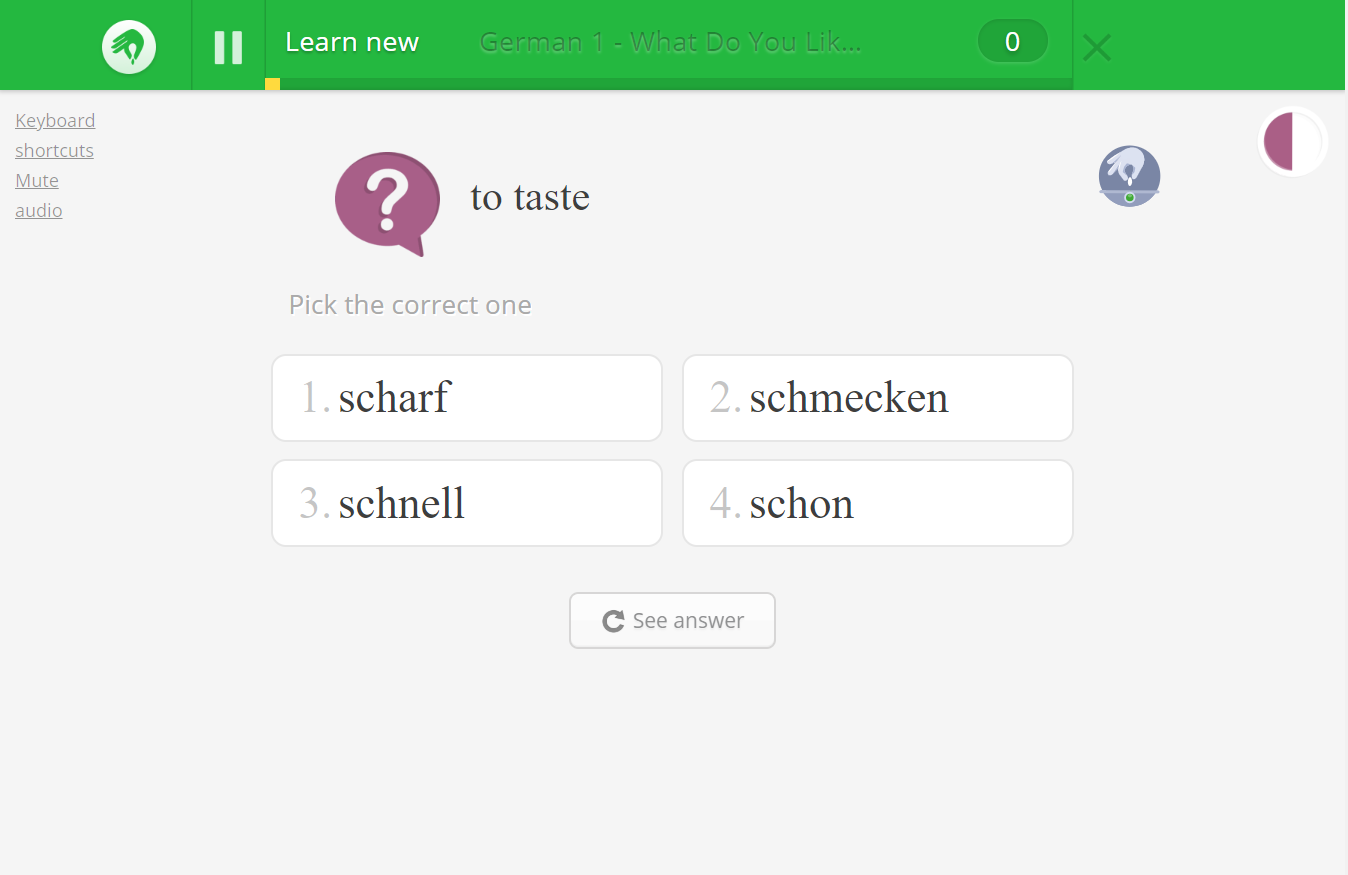 Learn new
German 1 - What Do You Lik...
0
Keyboard
shortcuts
Mute
audio
?
to taste
Pick the correct one
1. scharf
2. schmecken
3. schnell
4. schon
See answer